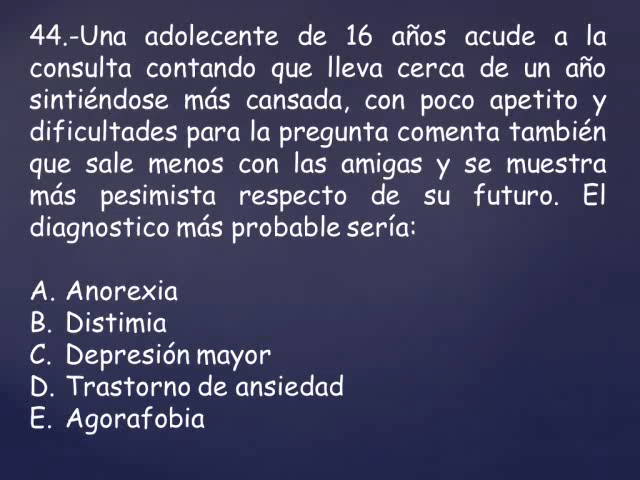 44.-Una adolecente de 16 años acude a la
consulta contando que lleva cerca de un año
sintiéndose más cansada, con poco apetito y
dificultades para la pregunta comenta también
que sale menos con las amigas y se muestra
más pesimista respecto de su futuro. El
diagnostico más probable sería:
A. Anorexia
B. Distimia
C. Depresión mayor
D. Trastorno de ansiedad
E. Agorafobia